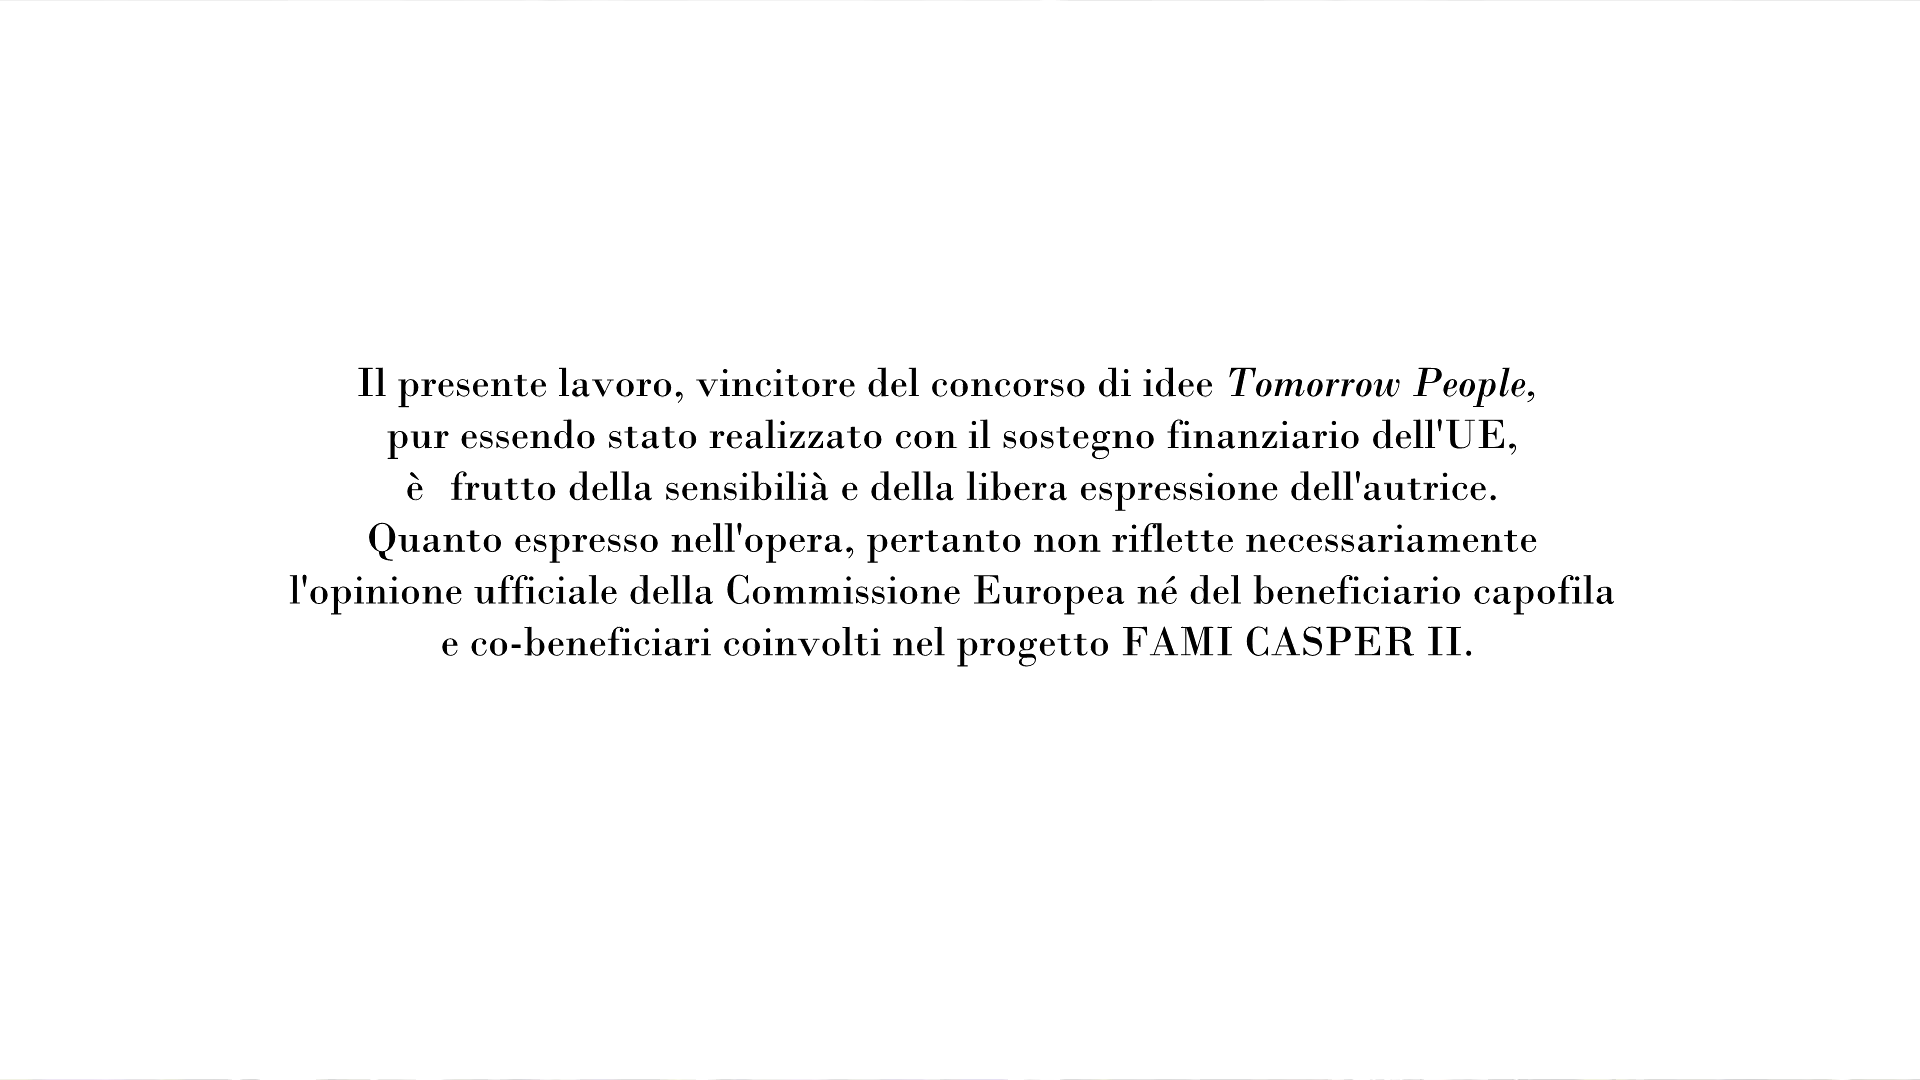 Il presente lavoro, vincitore del concorso di idee Tomorrow People,
pur essendo stato realizzato con il sostegno finanziario dell'UE,
è frutto della sensibilià e della libera espressione dell'autrice.
Quanto espresso nell'opera, pertanto non riflette necessariamente
l'opinione ufficiale della Commissione Europea né del beneficiario capofila
e co-beneficiari coinvolti nel progetto FAMI CASPER II.